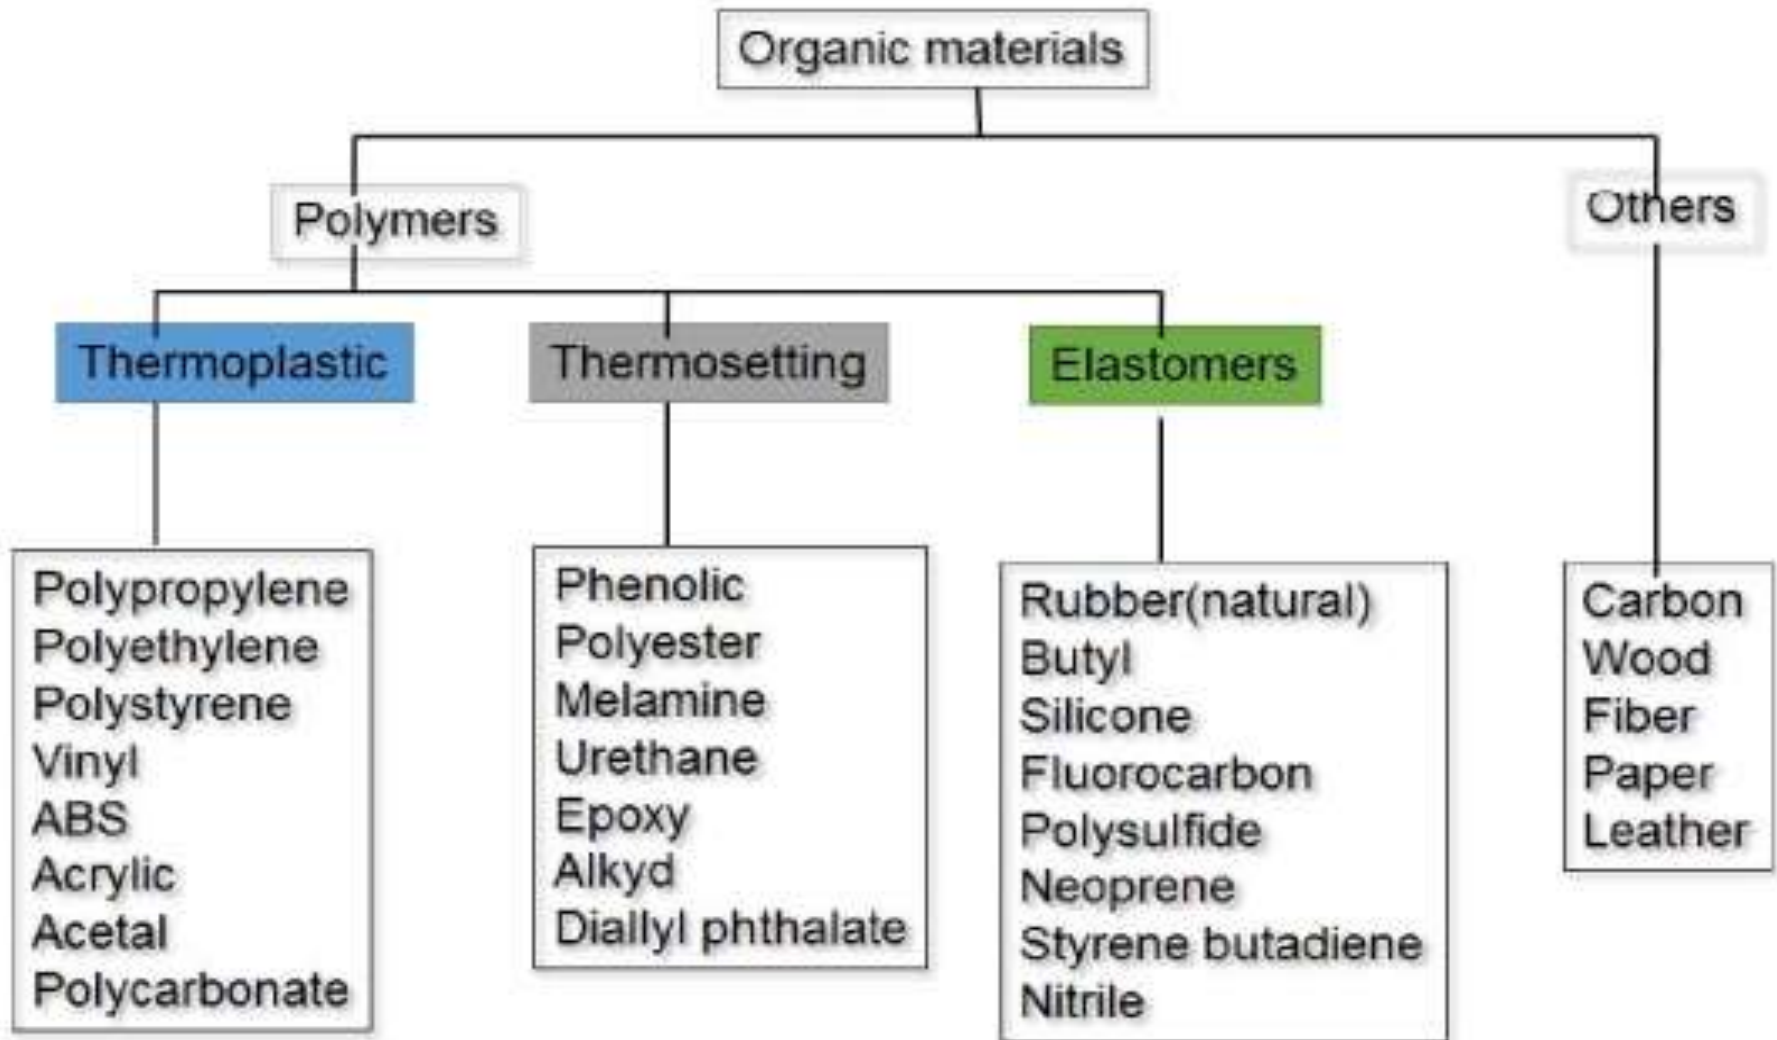 Organic materials
Polymers
Others
Thermoplastic
Thermosetting
Elastomers
Polypropylene
Polyethylene
Polystyrene
Vinyl
ABS
Acrylic
Acetal
Polycarbonate
Phenolic
Polyester
Melamine
Urethane
Epoxy
Alkyd
Diallyl phthalate
Rubber(natural)
Butyl
Silicone
Fluorocarbon
Polysulfide
Neoprene
Styrene butadiene
Nitrile
Carbon
Wood
Fiber
Paper
Leather